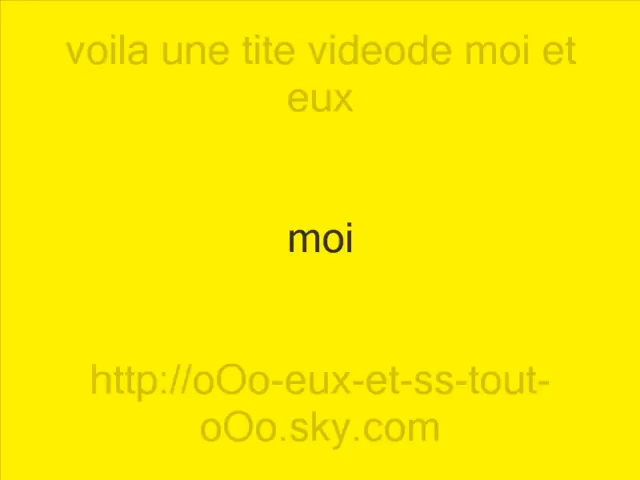 voila une tite videode moi et
eux
moi
http://oOo-eux-et-ss-tout-
oOo.sky.com